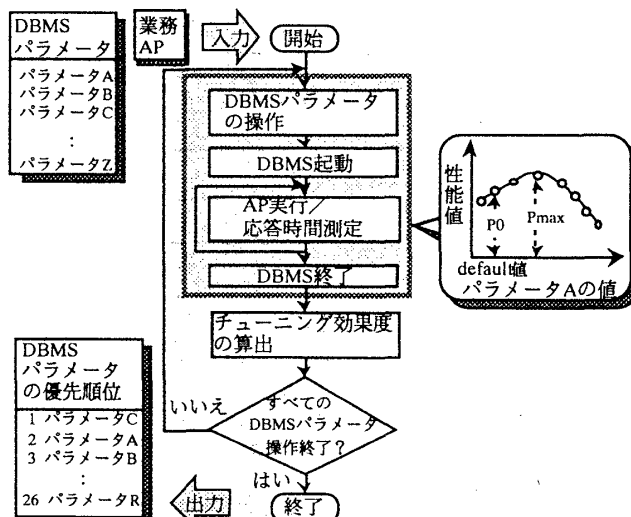 DBMS
パラメータ
パラメータA
パラメータB
パラメータC
:
パラメータZ
業務
AP
入力
開始
DBMSパラメータ
の操作
DBMS起動
AP実行/
応答時間測定
DBMS終了
性能値
P0
Pmax
default値
パラメータAの値
チューニング効果度
の算出
DBMS
パラメータ
の優先順位
1 パラメータC
2 パラメータA
3 パラメータB
:
26 パラメータR
いいえ
すべての
DBMSパラメータ
操作終了?
はい
出力
終了